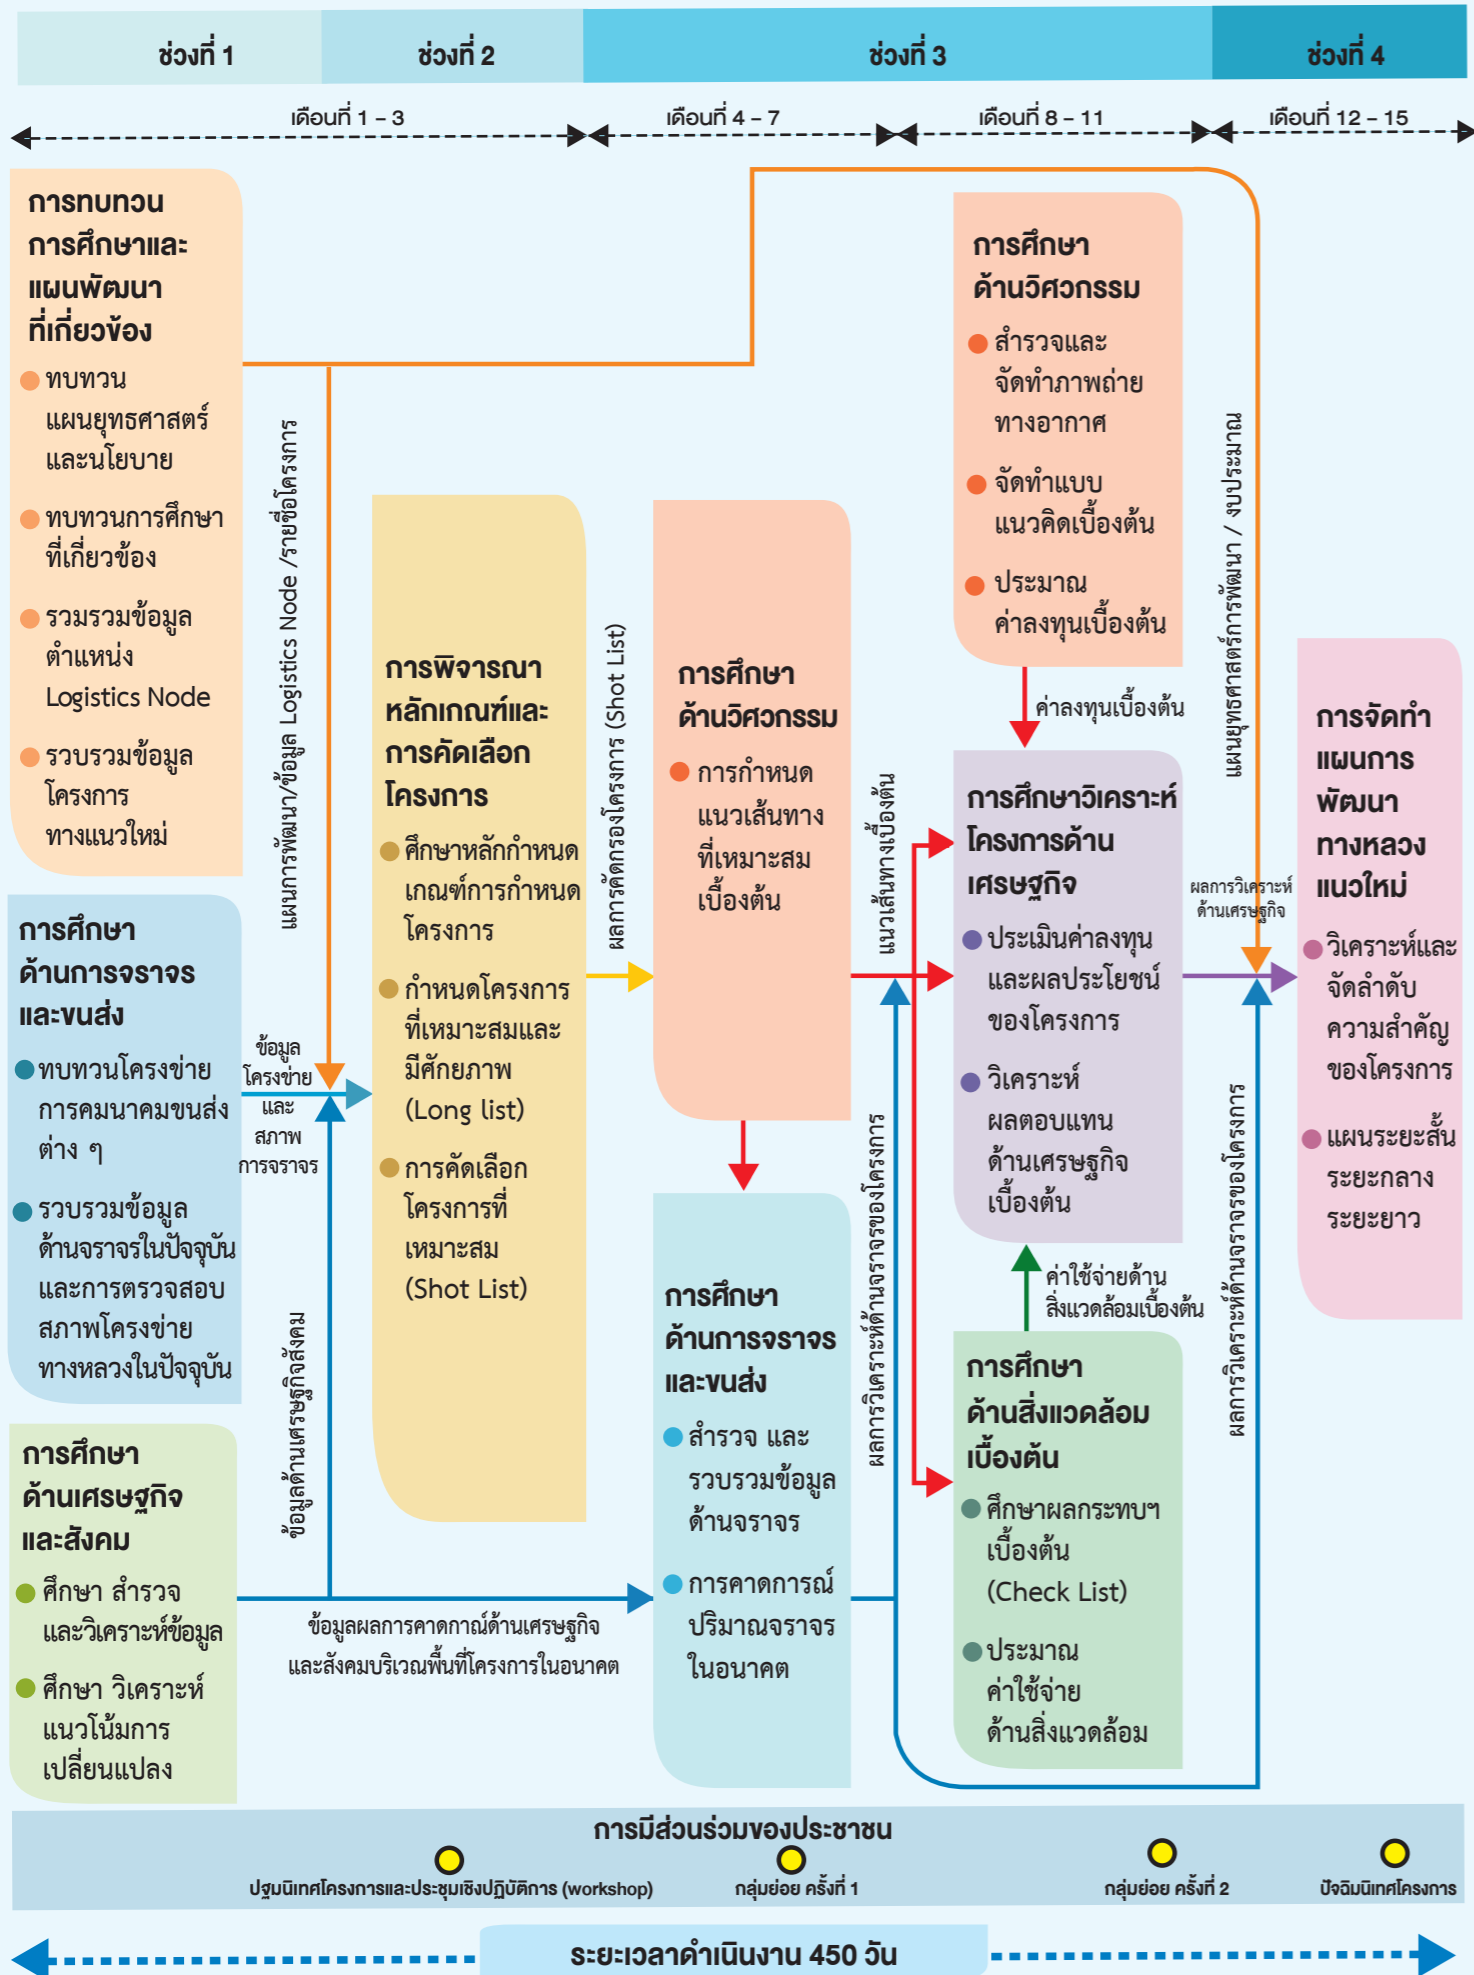 ช่วงที่ 1
ช่วงที่ 2
ช่วงที่ 3
ช่วงที่ 4
เดือนที่ 1 - 3
เดือนที่ 4 - 7
เดือนที่ 8 - 11
เดือนที่ 12 - 15
การทบทวน
การศึกษาและ
แผนพัฒนา
ที่เกี่ยวข้อง
ทบทวน
แผนยุทธศาสตร์
และนโยบาย
ทบทวนการศึกษา
ที่เกี่ยวข้อง
รวมรวมข้อมูล
ตำแหน่ง
Logistics Node
รวบรวมข้อมูล
โครงการ
ทางแนวใหม่
การศึกษา
ด้านการจราจร
และขนส่ง
ทบทวนโครงข่าย
การคมนาคมขนส่ง
ต่าง ๆ
รวบรวมข้อมูล
ด้านจราจรในปัจจุบัน
และการตรวจสอบ
สภาพโครงข่าย
ทางหลวงในปัจจุบัน
การศึกษา
ด้านเศรษฐกิจ
และสังคม
ศึกษา สำรวจ
และวิเคราะห์ข้อมูล
ศึกษา วิเคราะห์
แนวโน้มการ
เปลี่ยนแปลง
แผนการพัฒนา/ข้อมูล Logistics Node /รายชื่อโครงการ
ข้อมูล
โครงข่าย
และ
สภาพ
การจราจร
ข้อมูลด้านเศรษฐกิจสังคม
ข้อมูลผลการคาดกาณ์ด้านเศรษฐกิจ
และสังคมบริเวณพื้นที่โครงการในอนาคต
การพิจารณา
หลักเกณฑ์และ
การคัดเลือก
โครงการ
ศึกษาหลักกำหนด
เกณฑ์การกำหนด
โครงการ
กำหนดโครงการ
ที่เหมาะสมและ
มีศักยภาพ
(Long list)
การคัดเลือก
โครงการที่
เหมาะสม
(Shot List)
ผลการคัดกรองโครงการ (Shot List)
การศึกษา
ด้านวิศวกรรม
การกำหนด
แนวเส้นทาง
ที่เหมาะสม
เบื้องต้น
การศึกษา
ด้านการจราจร
และขนส่ง
สำรวจ และ
รวบรวมข้อมูล
ด้านจราจร
การคาดการณ์
ปริมาณจราจร
ในอนาคต
แนวเส้นทางเบื้องต้น
ผลการวิเคราะห์ด้านจราจรของโครงการ
การศึกษา
ด้านวิศวกรรม
สำรวจและ
จัดทำภาพถ่าย
ทางอากาศ
จัดทำแบบ
แนวคิดเบื้องต้น
ประมาณ
ค่าลงทุนเบื้องต้น
ค่าลงทุนเบื้องต้น
การศึกษาวิเคราะห์
โครงการด้าน
เศรษฐกิจ
ประเมินค่าลงทุน
และผลประโยชน์
ของโครงการ
วิเคราะห์
ผลตอบแทน
ด้านเศรษฐกิจ
เบื้องต้น
ค่าใช้จ่ายด้าน
สิ่งแวดล้อมเบื้องต้น
การศึกษา
ด้านสิ่งแวดล้อม
เบื้องต้น
ศึกษาผลกระทบฯ
เบื้องต้น
(Check List)
ประมาณ
ค่าใช้จ่าย
ด้านสิ่งแวดล้อม
แผนยุทธศาสตร์การพัฒนา / งบประมาณ
ผลการวิเคราะห์
ด้านเศรษฐกิจ
ผลการวิเคราะห์ด้านจราจรของโครงการ
การจัดทำ
แผนการ
พัฒนา
ทางหลวง
แนวใหม่
วิเคราะห์และ
จัดลำดับ
ความสำคัญ
ของโครงการ
แผนระยะสั้น
ระยะกลาง
ระยะยาว
การมีส่วนร่วมของประชาชน
ปฐมนิเทศโครงการและประชุมเชิงปฏิบัติการ (workshop)
กลุ่มย่อย ครั้งที่ 1
กลุ่มย่อย ครั้งที่ 2
ปัจฉิมนิเทศโครงการ
ระยะเวลาดำเนินงาน 450 วัน